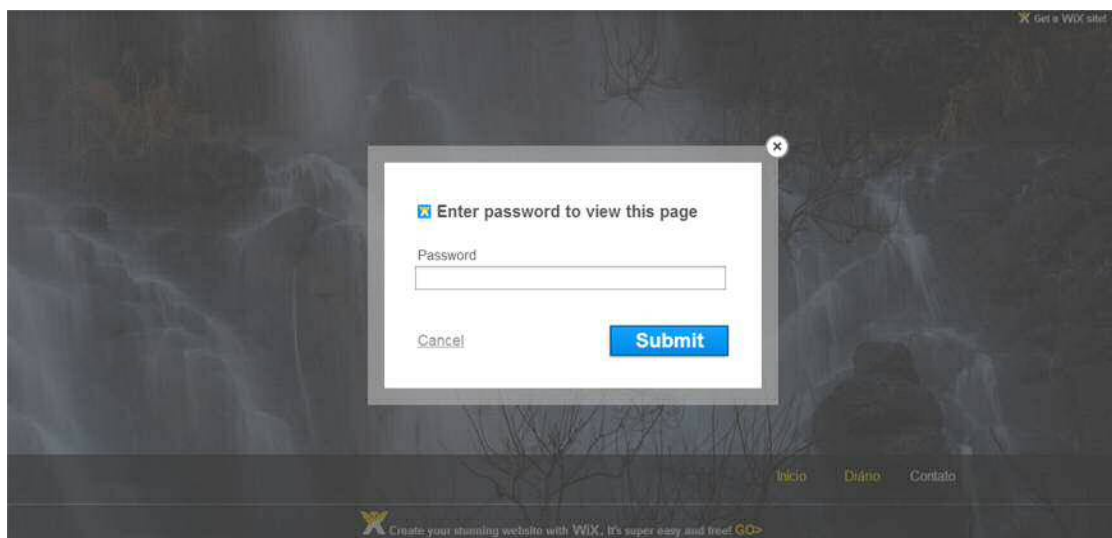 Get a WiX site!
Enter password to view this page
Password
Cancel
Submit
Início Diário Contato
Create your stunning website with WiX, It's super easy and free! GO>